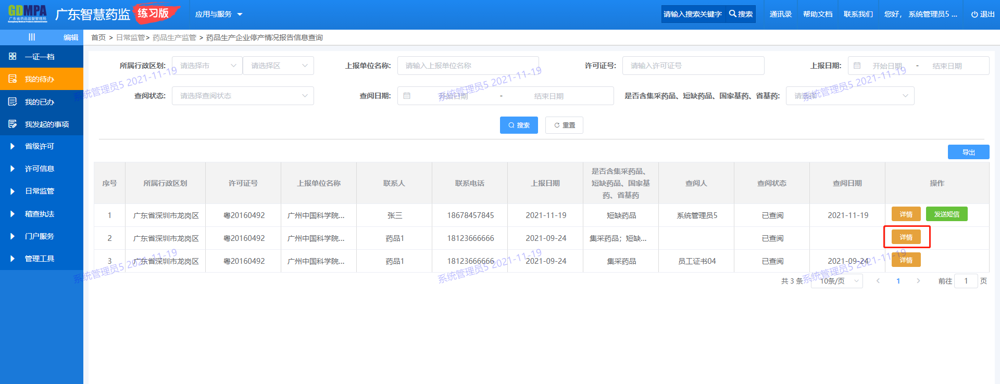 GDMPA
广东省药品监督管理局
广东智慧药监
练习版
应用与服务
请输入搜索关键字
搜索
通讯录
帮助文档
联系我们
您好， 系统管理员5 ...
退出
编辑
首页 > 日常监管> 药品生产监管 > 药品生产企业停产情况报告信息查询
一证一档
我的待办
我的已办
我发起的事项
省级许可
许可信息
日常监管
稽查执法
门户服务
管理工具
所属行政区划:
请选择市
请选择区
上报单位名称:
请输入上报单位名称
许可证号:
请输入许可证号
上报日期:
开始日期 - 结束日期
查阅状态:
请选择查阅状态
查阅日期:
开始日期 - 结束日期
是否含集采药品、短缺药品、国家基药、省基药:
请选择
搜索
重置
导出
序号
所属行政区划
许可证号
上报单位名称
联系人
联系电话
上报日期
是否含集采药品、
短缺药品、国家基
药、省基药
查阅人
查阅状态
查阅日期
操作
1 广东省深圳市龙岗区 粤20160492 广州中国科学院... 张三 18678457845 2021-11-19 短缺药品 系统管理员5 已查阅 2021-11-19 详情 发送短信
2 广东省深圳市龙岗区 粤20160492 广州中国科学院... 药品1 18123666666 2021-09-24 集采药品；短缺... 已查阅 详情
3 广东省深圳市龙岗区 粤20160492 广州中国科学院... 药品1 18123666666 2021-09-24 集采药品 员工证书04 已查阅 2021-09-24 详情
共 3 条
10条/页
1
前往 1 页
系统管理员5 2021-11-19
系统管理员5 2021-11-19
系统管理员5 2021-11-19
系统管理员5 2021-11-19
系统管理员5 2021-11-19
系统管理员5 2021-11-19